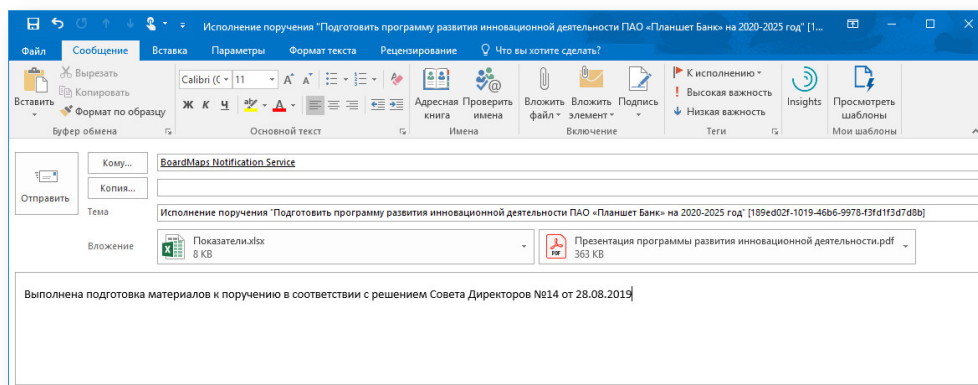 Исполнение поручения "Подготовить программу развития инновационной деятельности ПАО «Планшет Банк» на 2020-2025 год" [1...
Файл Сообщение Вставка Параметры Формат текста Рецензирование Что вы хотите сделать?
Вставить
Вырезать
Копировать
Формат по образцу
Буфер обмена
Calibri (С 11
Ж К Ч
Основной текст
Адресная книга
Проверить имена
Имена
Вложить файл
Вложить элемент
Подпись
Включение
К исполнению
Высокая важность
Низкая важность
Теги
Insights
Просмотреть шаблоны
Мои шаблоны
Отправить
Кому... BoardMaps Notification Service
Копия...
Тема Исполнение поручения "Подготовить программу развития инновационной деятельности ПАО «Планшет Банк» на 2020-2025 год" [189ed02f-1019-46b6-9978-f3fd1f3d7d8b]
Вложение
Показатели.xlsx
8 KB
Презентация программы развития инновационной деятельности.pdf
363 KB
Выполнена подготовка материалов к поручению в соответствии с решением Совета Директоров №14 от 28.08.2019